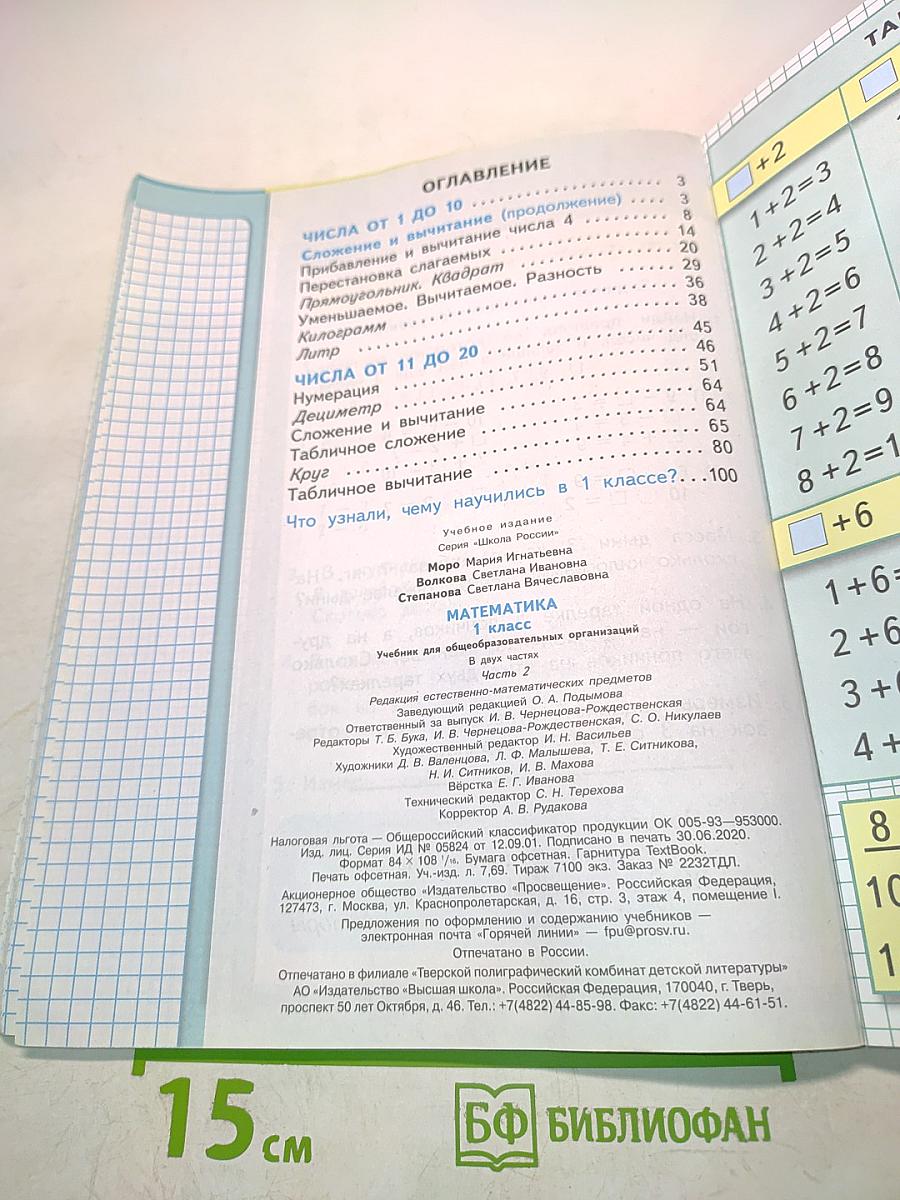 ОГЛАВЛЕНИЕ
ЧИСЛА ОТ 1 ДО 10 .......................... 3
Сложение и вычитание (продолжение) .... 3
Прибавление и вычитание числа 4 ........ 8
Перестановка слагаемых .................. 14
Прямоугольник. Квадрат .................. 20
Уменьшаемое. Вычитаемое. Разность ...... 29
Килограмм .............................. 36
Литр .................................. 38
ЧИСЛА ОТ 11 ДО 20 ...................... 45
Нумерация .............................. 46
Дециметр .............................. 51
Сложение и вычитание .................. 64
Табличное сложение .................... 64
Круг .................................. 65
Табличное вычитание .................... 80
Что узнали, чему научились в 1 классе?...100
Учебное издание
Серия «Школа России»
Моро Мария Игнатьевна
Волкова Светлана Ивановна
Степанова Светлана Вячеславовна
МАТЕМАТИКА
1 класс
Учебник для общеобразовательных организаций
В двух частях
Часть 2
Редакция естественно-математических предметов
Заведующий редакцией О. А. Подымова
Ответственный за выпуск И. В. Чернецова-Рождественская
Редакторы Т. Б. Бука, И. В. Чернецова-Рождественская, С. О. Никулаев
Художественный редактор И. Н. Васильев
Художники Д. В. Валенцова, Л. Ф. Малышева, Т. Е. Ситникова,
Н. И. Ситников, И. В. Махова
Вёрстка Е. Г. Иванова
Технический редактор С. Н. Терехова
Корректор А. В. Рудакова
Налоговая льгота — Общероссийский классификатор продукции ОК 005-93—953000.
Изд. лиц. Серия ИД № 05824 от 12.09.01. Подписано в печать 30.06.2020.
Формат 84 × 108 1/16. Бумага офсетная. Гарнитура TextBook.
Печать офсетная. Уч.-изд. л. 7,69. Тираж 7100 экз. Заказ № 2232ТДЛ.
Акционерное общество «Издательство «Просвещение». Российская Федерация,
127473, г. Москва, ул. Краснопролетарская, д. 16, стр. 3, этаж 4, помещение I.
Предложения по оформлению и содержанию учебников —
электронная почта «Горячей линии» — fpu@prosv.ru.
Отпечатано в России.
Отпечатано в филиале «Тверской полиграфический комбинат детской литературы»
АО «Издательство «Высшая школа». Российская Федерация, 170040, г. Тверь,
проспект 50 лет Октября, д. 46. Тел.: +7(4822) 44-85-98. Факс: +7(4822) 44-61-51.
+2
1+2=3
2+2=4
3+2=5
4+2=6
5+2=7
6+2=8
7+2=9
8+2=1
+6
1+6=
2+6
3+
4+
8
10
1
15 см
БФ БИБЛИОФАН